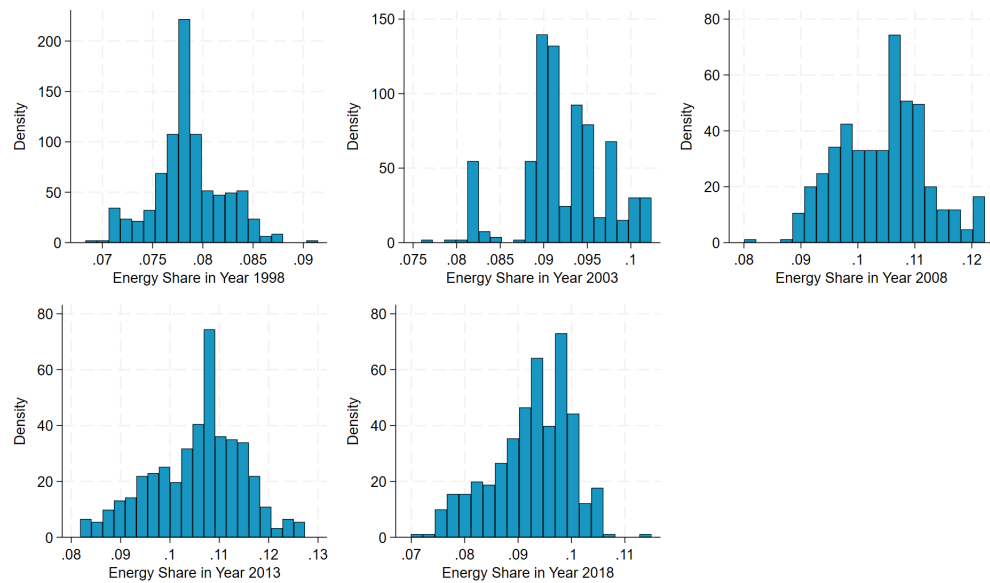 Density
200
150
100
50
0
.07 .075 .08 .085 .09
Energy Share in Year 1998
Density
150
100
50
0
.075 .08 .085 .09 .095 .1
Energy Share in Year 2003
Density
80
60
40
20
0
.08 .09 .1 .11 .12
Energy Share in Year 2008
Density
80
60
40
20
0
.08 .09 .1 .11 .12 .13
Energy Share in Year 2013
Density
80
60
40
20
0
.07 .08 .09 .1 .11
Energy Share in Year 2018